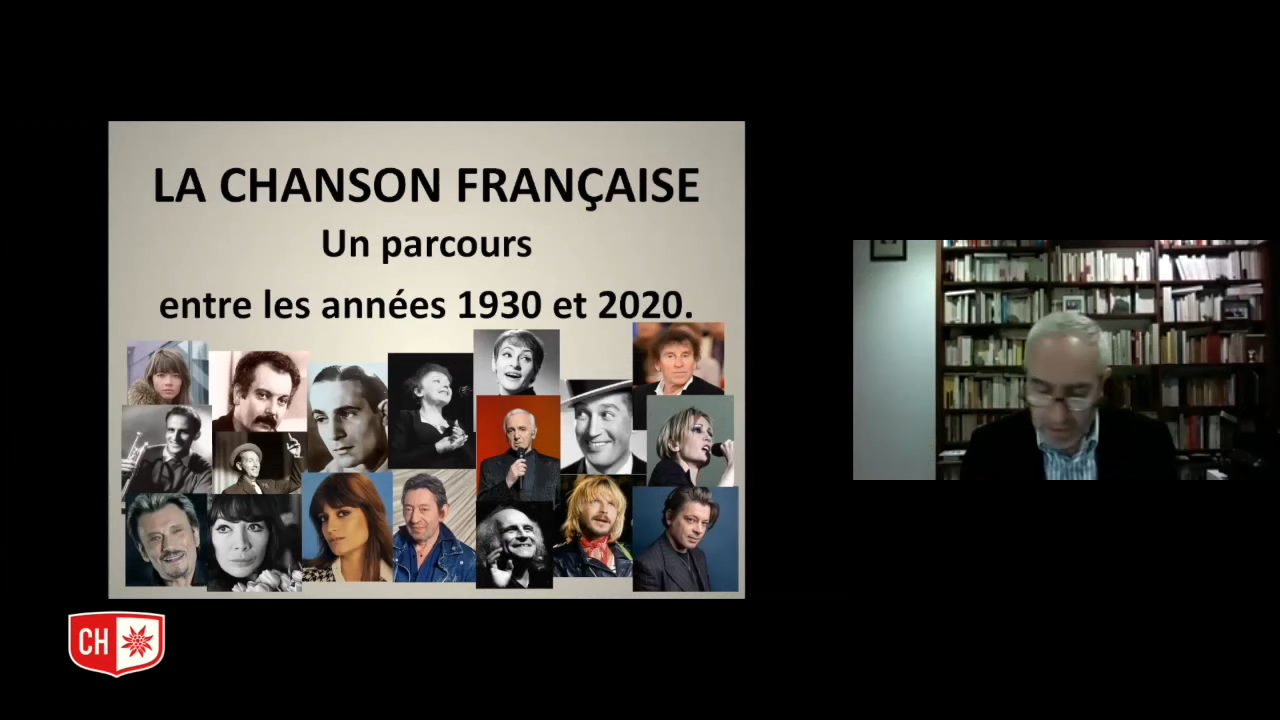 LA CHANSON FRANÇAISE
Un parcours
entre les années 1930 et 2020.
CH